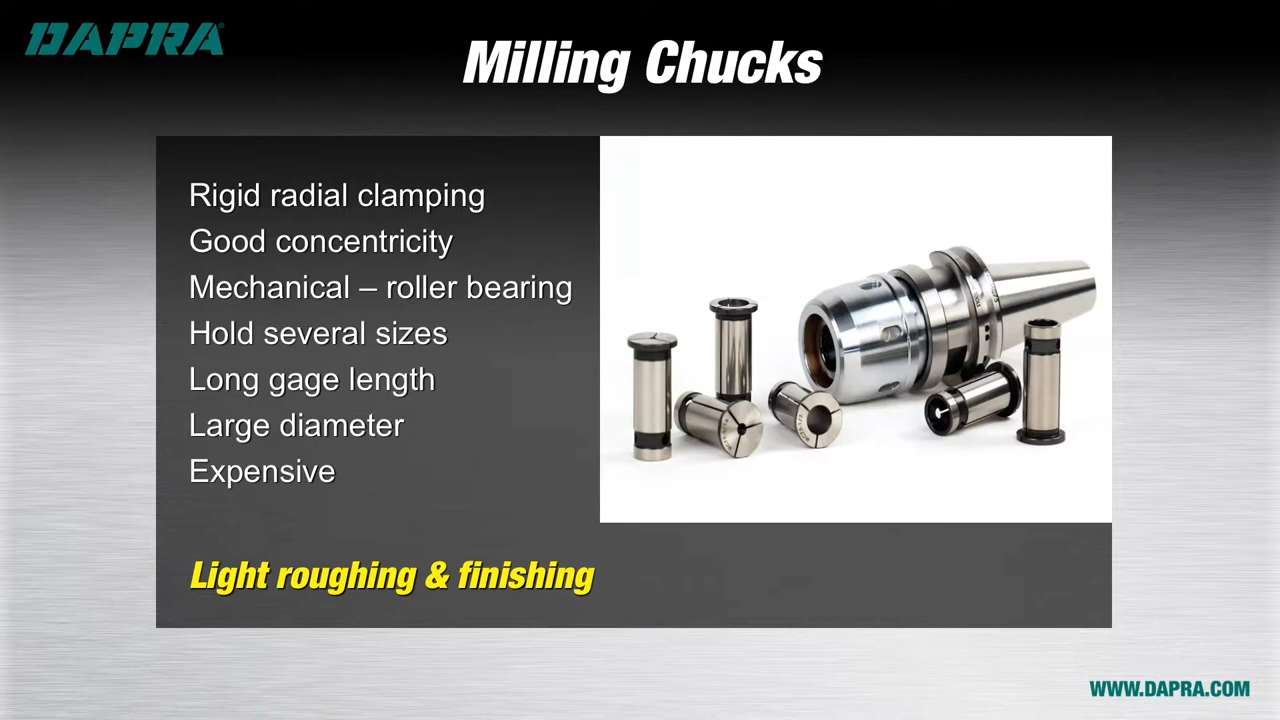 DAPRA
Milling Chucks
Rigid radial clamping
Good concentricity
Mechanical – roller bearing
Hold several sizes
Long gage length
Large diameter
Expensive
Light roughing & finishing
WWW.DAPRA.COM